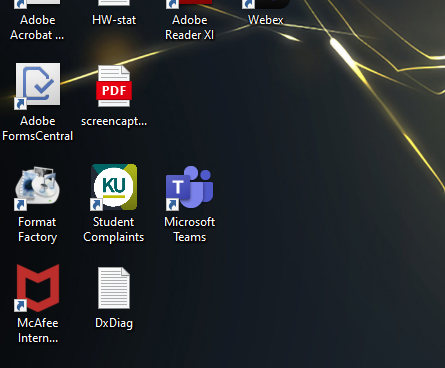 Adobe
Acrobat ...
HW-stat
Adobe
Reader XI
Webex
Adobe
FormsCentral
PDF
screencapt...
Format
Factory
KU
Student
Complaints
T
Microsoft
Teams
McAfee
Intern...
DxDiag